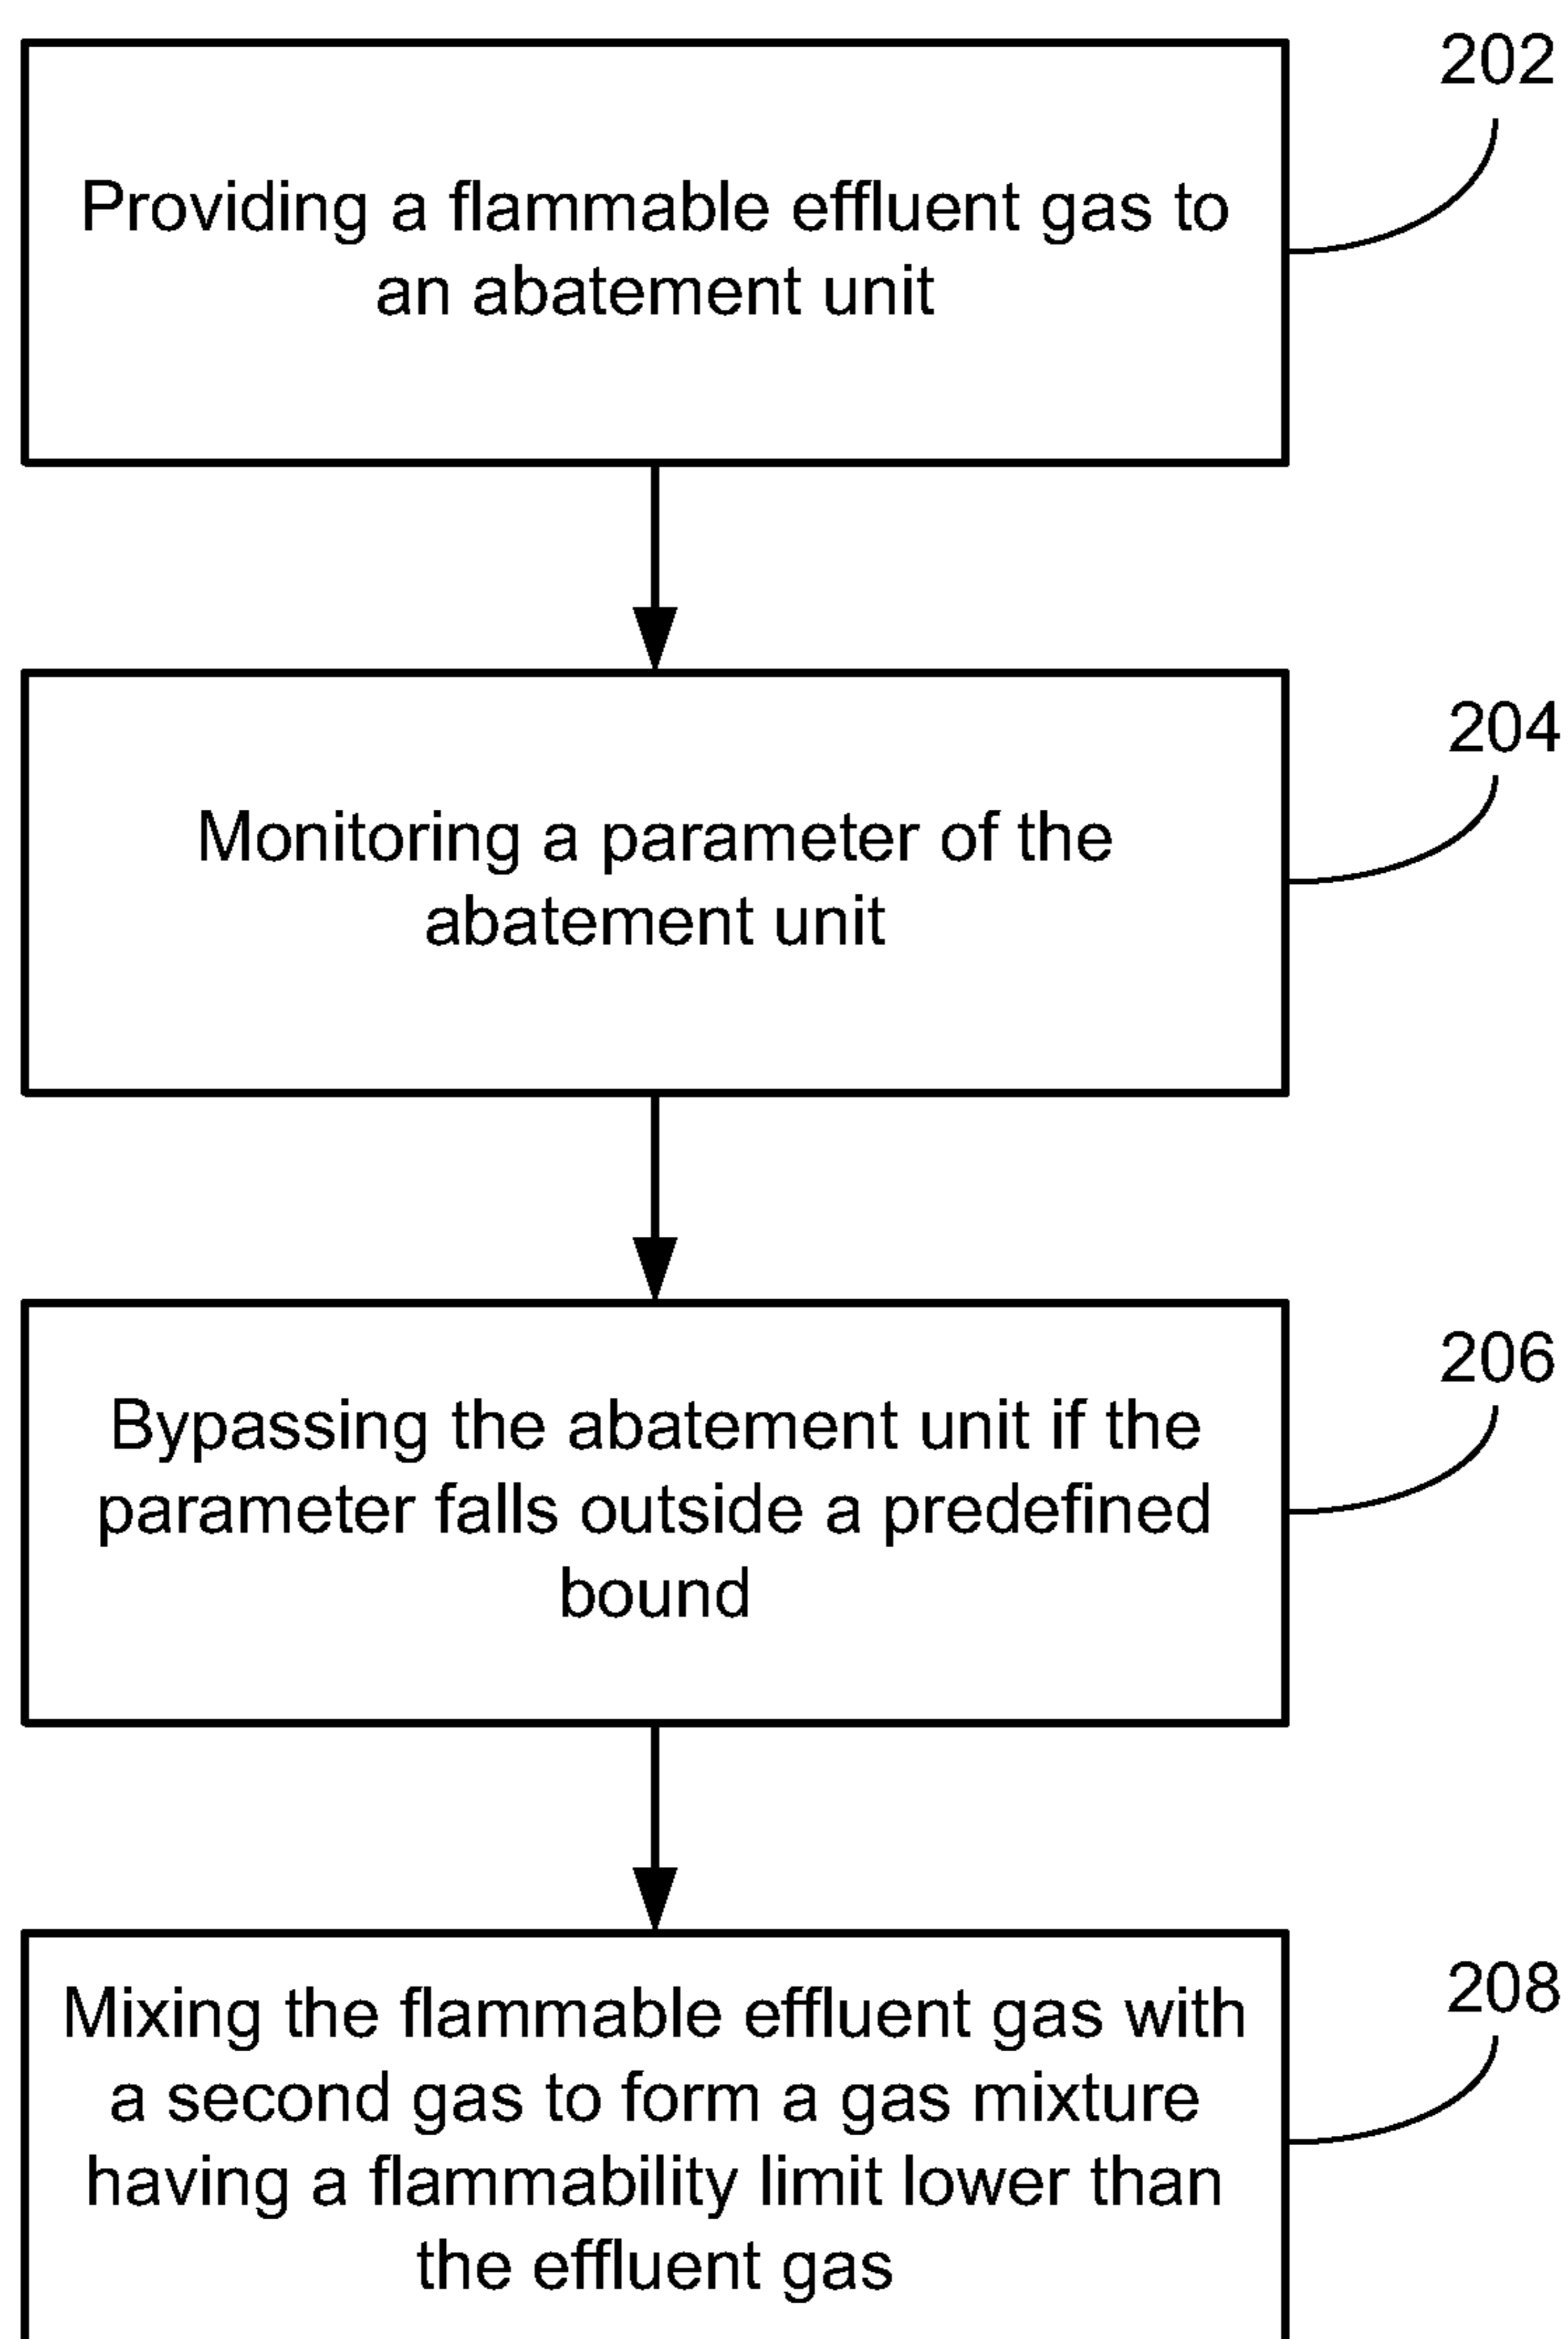 202
Providing a flammable effluent gas to
an abatement unit
204
Monitoring a parameter of the
abatement unit
206
Bypassing the abatement unit if the
parameter falls outside a predefined
bound
208
Mixing the flammable effluent gas with
a second gas to form a gas mixture
having a flammability limit lower than
the effluent gas